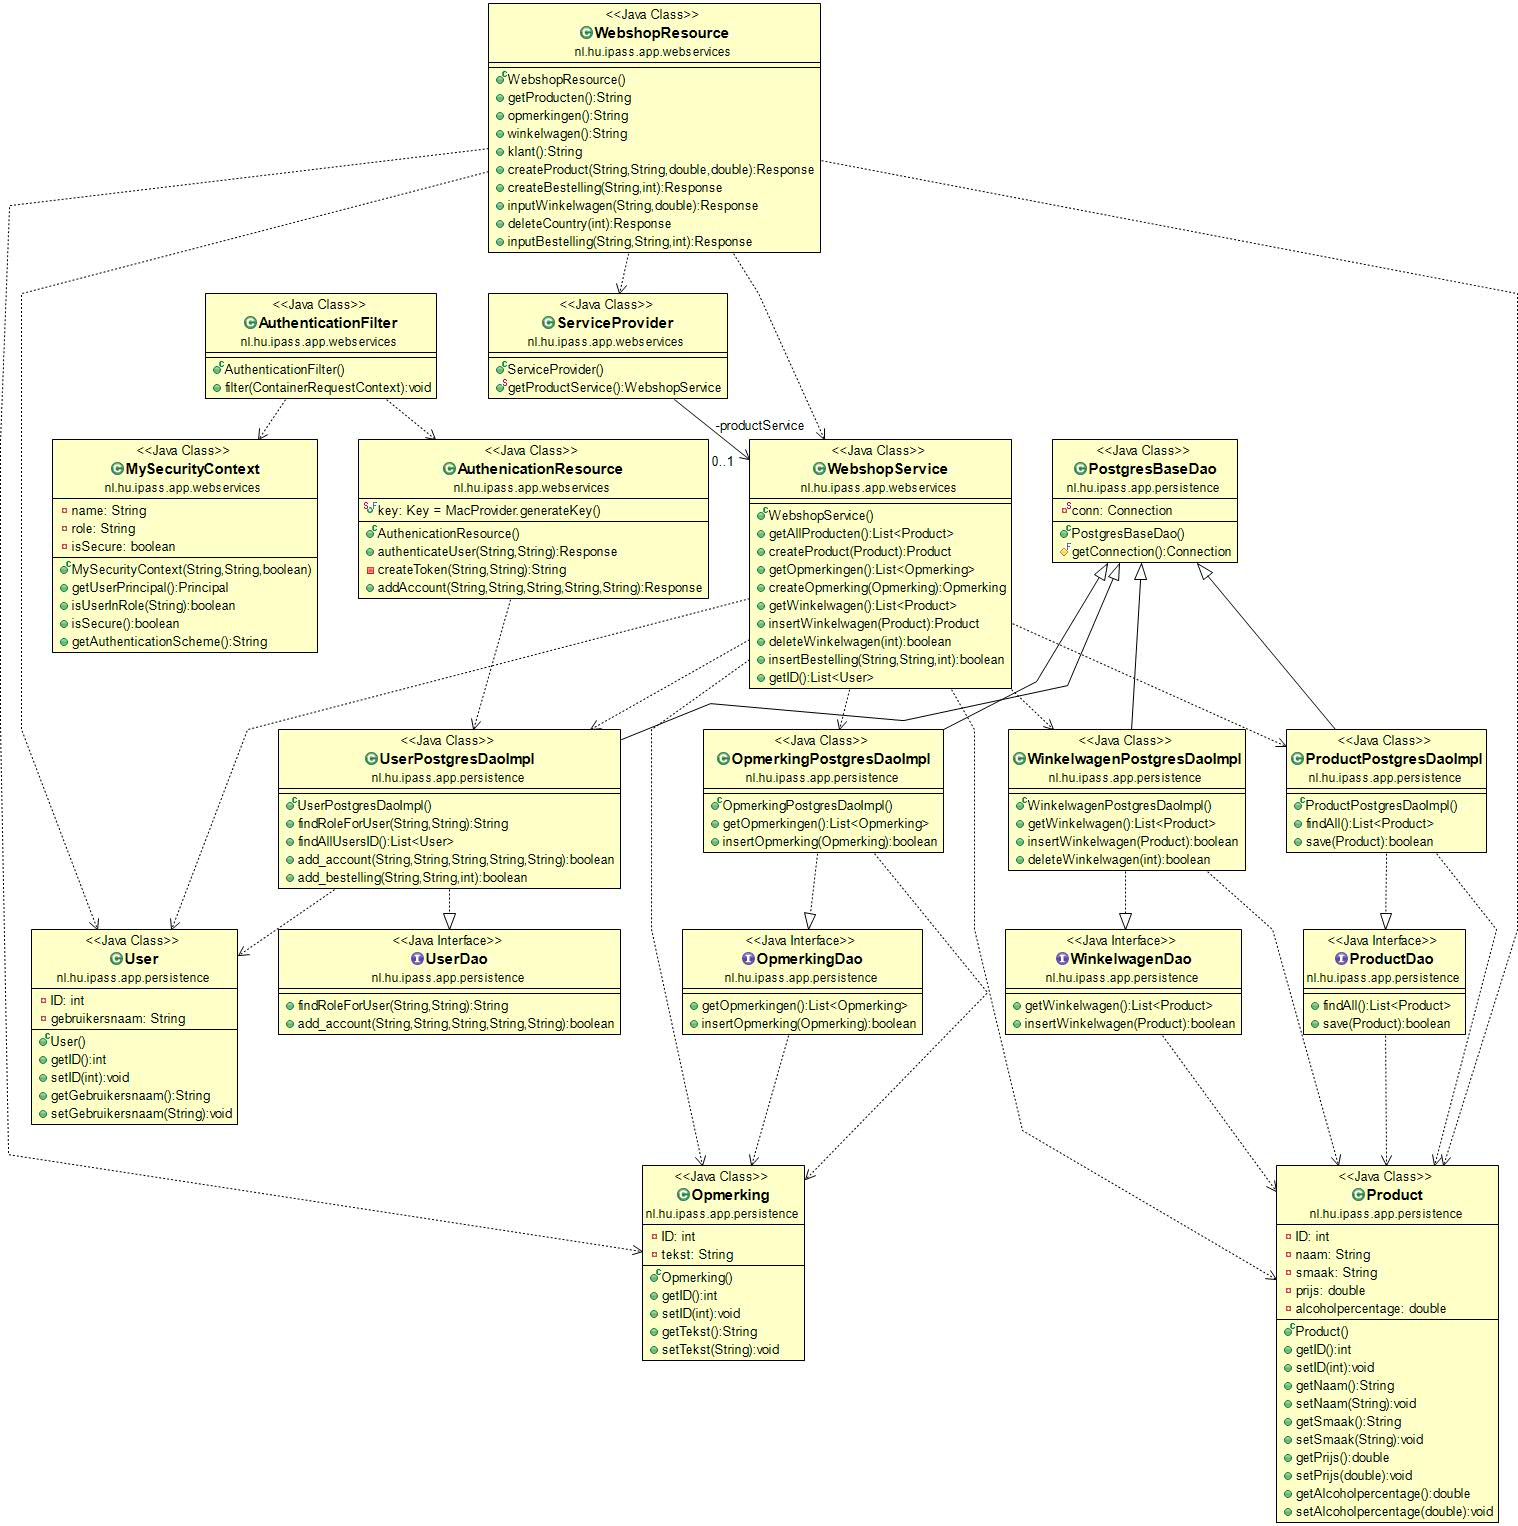 <<Java Class>>
WebshopResource
nl.hu.ipass.app.webservices
WebshopResource()
getProducten():String
opmerkingen():String
winkelwagen():String
klant():String
createProduct(String,String,double,double):Response
createBestelling(String,int):Response
inputWinkelwagen(String,double):Response
deleteCountry(int):Response
inputBestelling(String,String,int):Response
<<Java Class>>
AuthenticationFilter
nl.hu.ipass.app.webservices
AuthenticationFilter()
filter(ContainerRequestContext):void
<<Java Class>>
ServiceProvider
nl.hu.ipass.app.webservices
ServiceProvider()
getProductService():WebshopService
-productService
0..1
<<Java Class>>
MySecurityContext
nl.hu.ipass.app.webservices
name: String
role: String
isSecure: boolean
MySecurityContext(String,String,boolean)
getUserPrincipal():Principal
isUserInRole(String):boolean
isSecure():boolean
getAuthenticationScheme():String
<<Java Class>>
AuthenicationResource
nl.hu.ipass.app.webservices
key: Key = MacProvider.generateKey()
AuthenicationResource()
authenticateUser(String,String):Response
createToken(String,String):String
addAccount(String,String,String,String,String):Response
<<Java Class>>
WebshopService
nl.hu.ipass.app.webservices
WebshopService()
getAllProducten():List<Product>
createProduct(Product):Product
getOpmerkingen():List<Opmerking>
createOpmerking(Opmerking):Opmerking
getWinkelwagen():List<Product>
insertWinkelwagen(Product):Product
deleteWinkelwagen(int):boolean
insertBestelling(String,String,int):boolean
getID():List<User>
<<Java Class>>
PostgresBaseDao
nl.hu.ipass.app.persistence
conn: Connection
PostgresBaseDao()
getConnection():Connection
<<Java Class>>
UserPostgresDaoImpl
nl.hu.ipass.app.persistence
UserPostgresDaoImpl()
findRoleForUser(String,String):String
findAllUsersID():List<User>
add_account(String,String,String,String,String):boolean
add_bestelling(String,String,int):boolean
<<Java Class>>
OpmerkingPostgresDaoImpl
nl.hu.ipass.app.persistence
OpmerkingPostgresDaoImpl()
getOpmerkingen():List<Opmerking>
insertOpmerking(Opmerking):boolean
<<Java Class>>
WinkelwagenPostgresDaoImpl
nl.hu.ipass.app.persistence
WinkelwagenPostgresDaoImpl()
getWinkelwagen():List<Product>
insertWinkelwagen(Product):boolean
deleteWinkelwagen(int):boolean
<<Java Class>>
ProductPostgresDaoImpl
nl.hu.ipass.app.persistence
ProductPostgresDaoImpl()
findAll():List<Product>
save(Product):boolean
<<Java Class>>
User
nl.hu.ipass.app.persistence
ID: int
gebruikersnaam: String
User()
getID():int
setID(int):void
getGebruikersnaam():String
setGebruikersnaam(String):void
<<Java Interface>>
UserDao
nl.hu.ipass.app.persistence
findRoleForUser(String,String):String
add_account(String,String,String,String,String):boolean
<<Java Interface>>
OpmerkingDao
nl.hu.ipass.app.persistence
getOpmerkingen():List<Opmerking>
insertOpmerking(Opmerking):boolean
<<Java Interface>>
WinkelwagenDao
nl.hu.ipass.app.persistence
getWinkelwagen():List<Product>
insertWinkelwagen(Product):boolean
<<Java Interface>>
ProductDao
nl.hu.ipass.app.persistence
findAll():List<Product>
save(Product):boolean
<<Java Class>>
Opmerking
nl.hu.ipass.app.persistence
ID: int
tekst: String
Opmerking()
getID():int
setID(int):void
getTekst():String
setTekst(String):void
<<Java Class>>
Product
nl.hu.ipass.app.persistence
ID: int
naam: String
smaak: String
prijs: double
alcoholpercentage: double
Product()
getID():int
setID(int):void
getNaam():String
setNaam(String):void
getSmaak():String
setSmaak(String):void
getPrijs():double
setPrijs(double):void
getAlcoholpercentage():double
setAlcoholpercentage(double):void